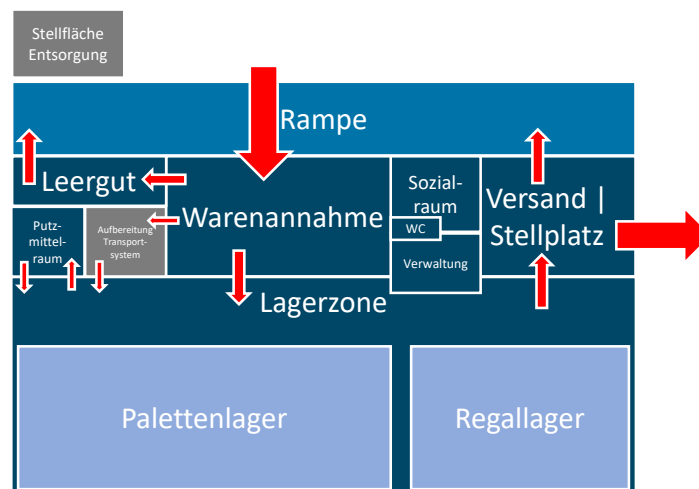 Stellfläche
Entsorgung
Rampe
Leergut
Warenannahme
Sozial-
raum
WC
Verwaltung
Versand |
Stellplatz
Putz-
mittel-
raum
Aufbereitung
Transport-
system
Lagerzone
Palettenlager
Regallager